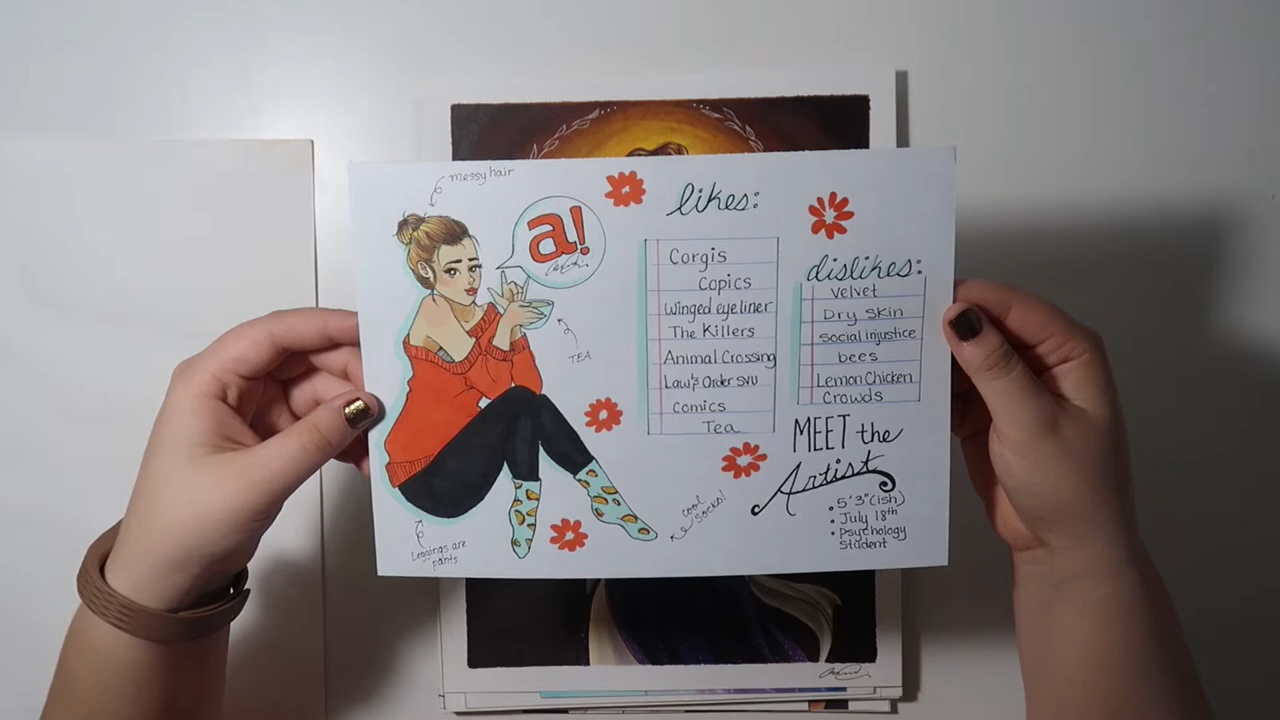 messy hair
a!
TEA
Leggings are
pants
cool
socks!
likes:
Corgis
Copics
Winged eyeliner
The Killers
Animal Crossing
Law & Order SVU
Comics
Tea
dislikes:
Velvet
Dry Skin
Social injustice
bees
Lemon Chicken
Crowds
MEET the
Artist
• 5'3" (ish)
• July 18th
• Psychology
Student